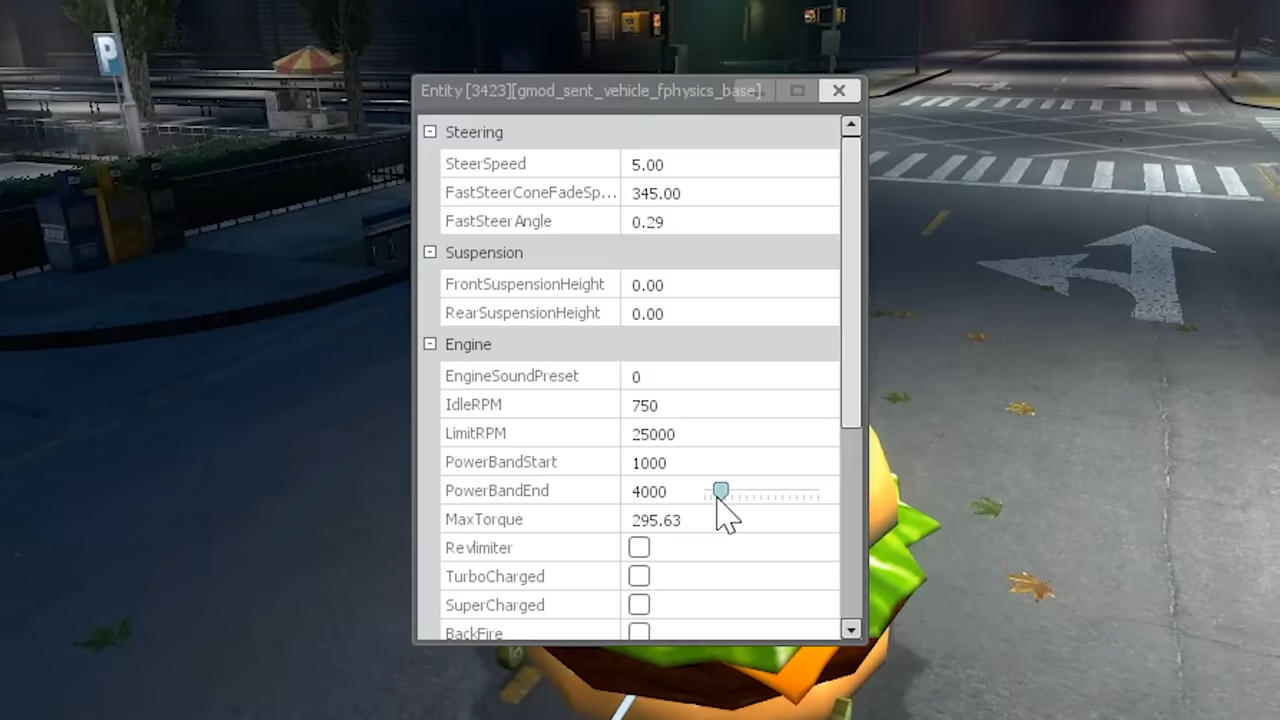 P
Entity [3423][gmod_sent_vehicle_fphysics_base]
Steering
SteerSpeed 5.00
FastSteerConeFadeSp... 345.00
FastSteerAngle 0.29
Suspension
FrontSuspensionHeight 0.00
RearSuspensionHeight 0.00
Engine
EngineSoundPreset 0
IdleRPM 750
LimitRPM 25000
PowerBandStart 1000
PowerBandEnd 4000
MaxTorque 295.63
Revlimiter
TurboCharged
SuperCharged
BackFire